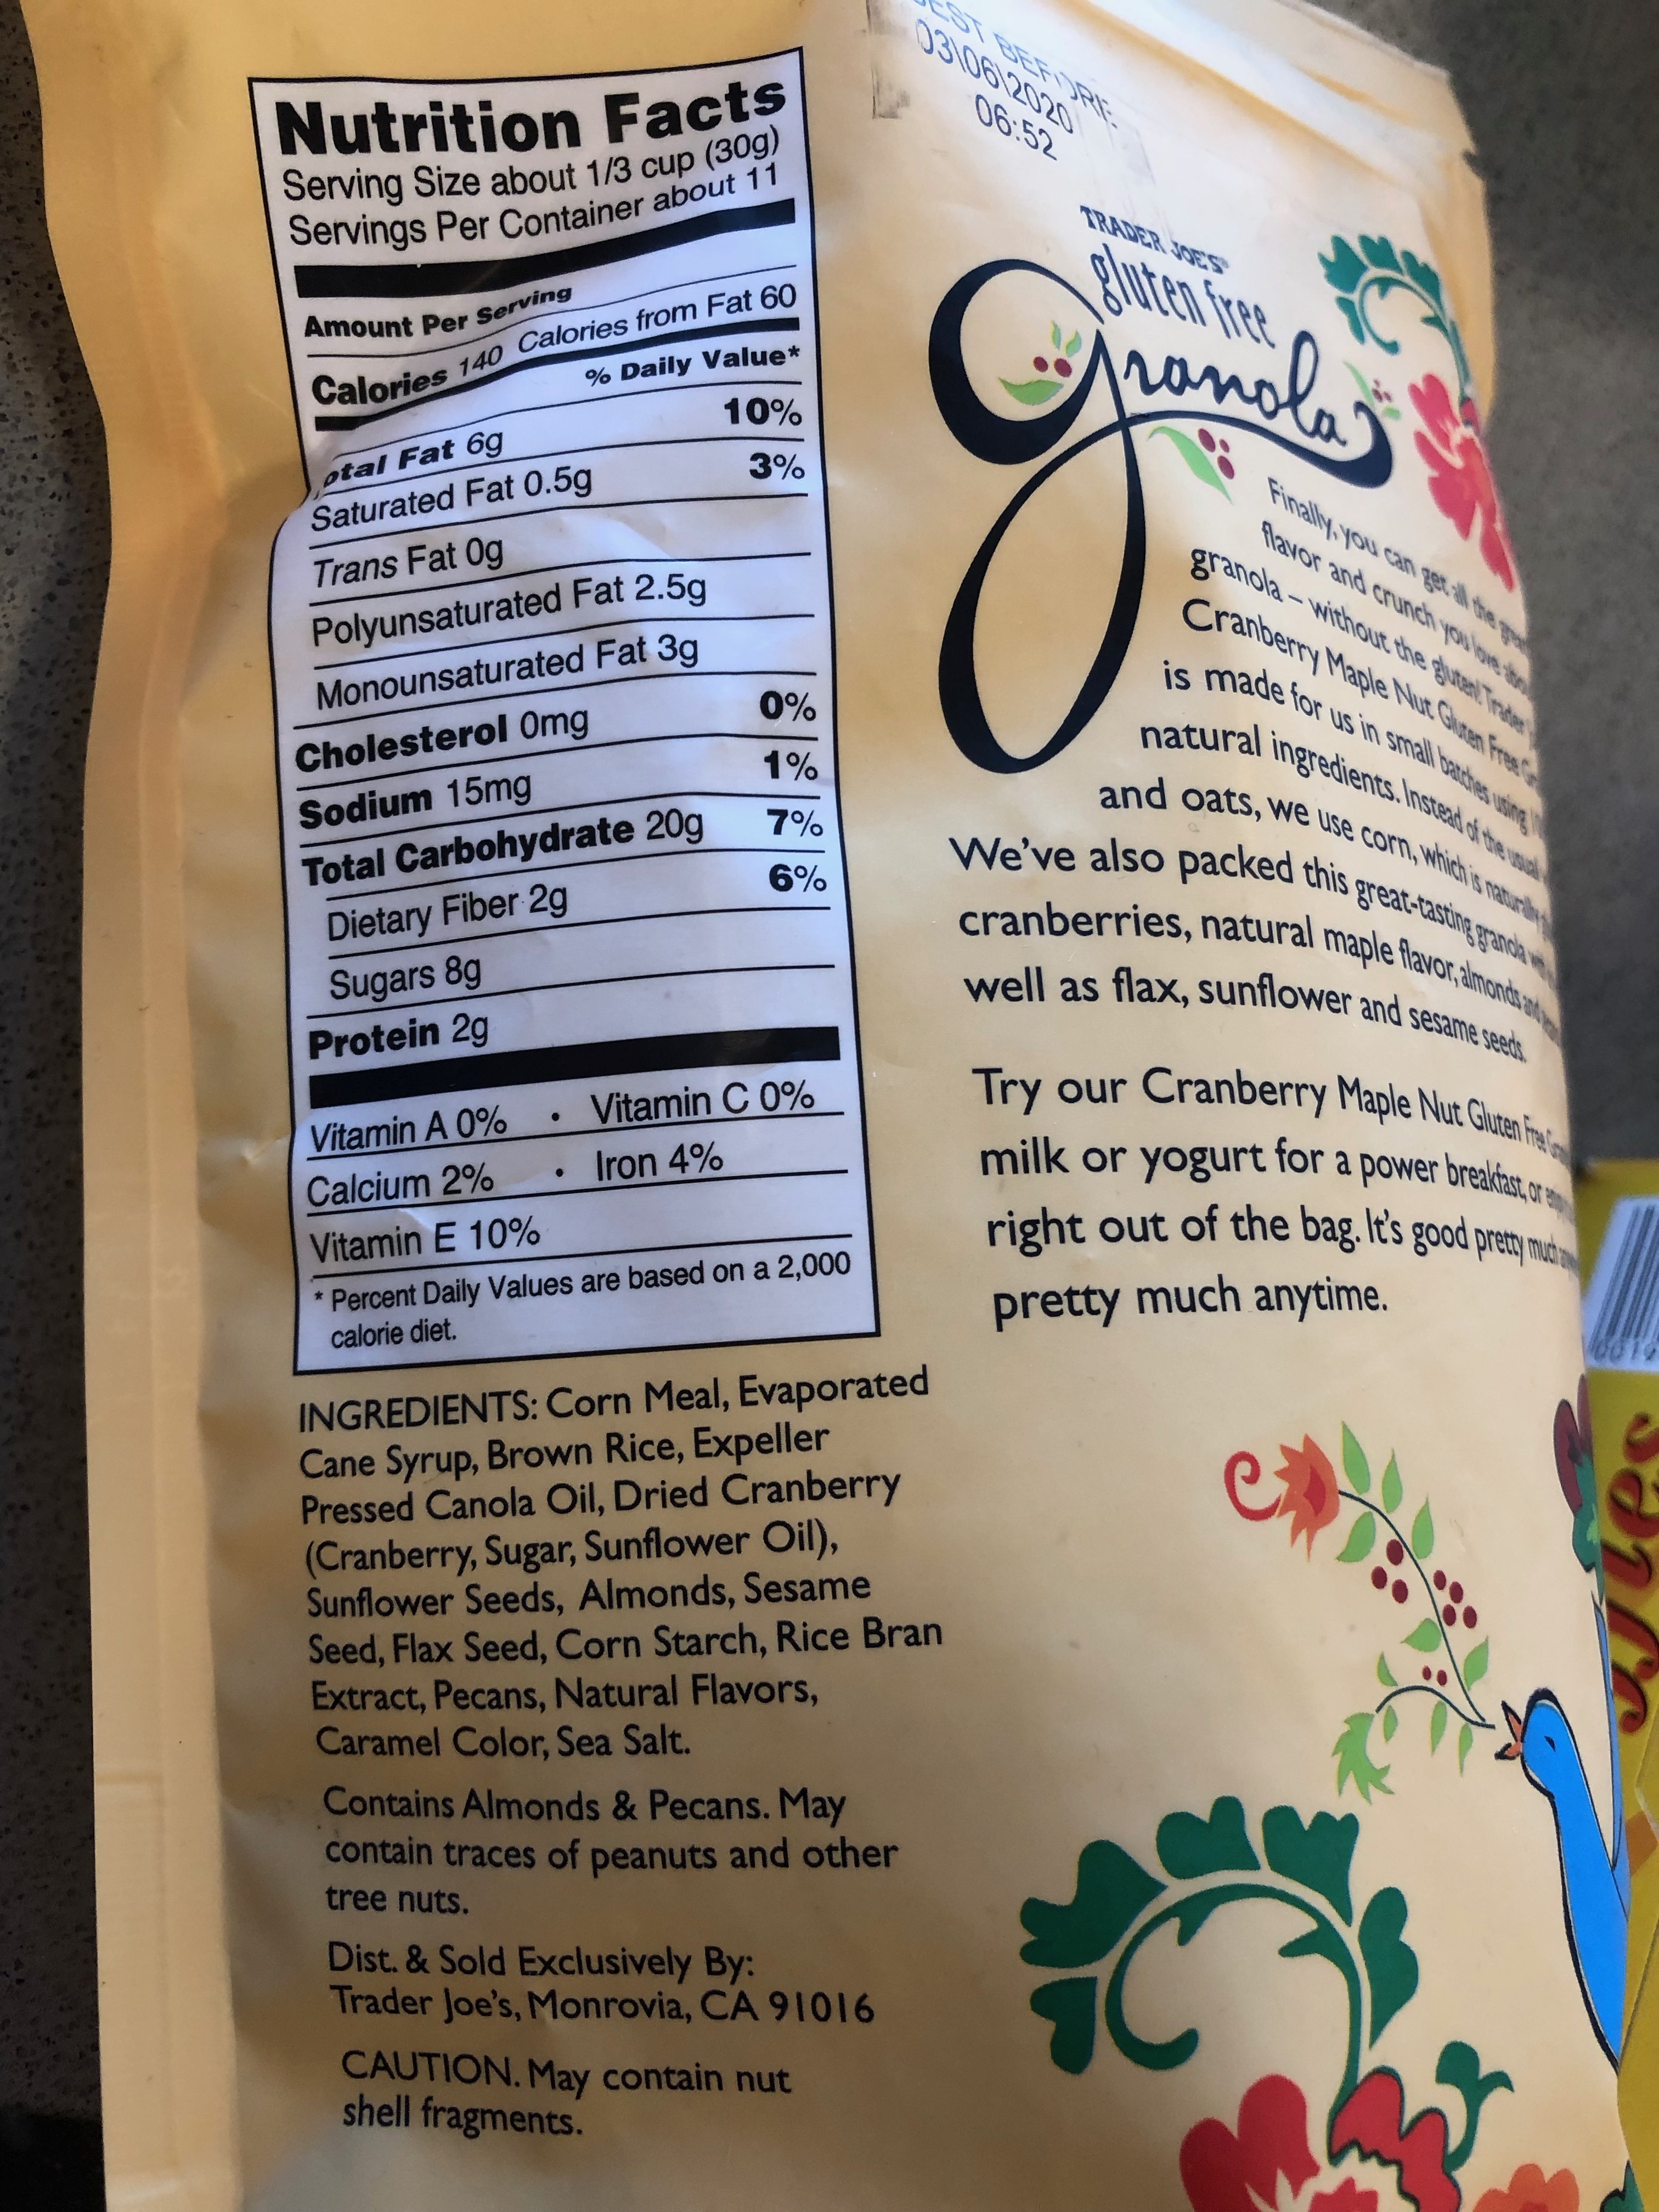 Nutrition Facts
Serving Size about 1/3 cup (30g)
Servings Per Container about 11
Amount Per Serving
Calories 140 Calories from Fat 60
% Daily Value*
otal Fat 6g 10%
Saturated Fat 0.5g 3%
Trans Fat 0g
Polyunsaturated Fat 2.5g
Monounsaturated Fat 3g
Cholesterol 0mg 0%
Sodium 15mg 1%
Total Carbohydrate 20g 7%
Dietary Fiber 2g 6%
Sugars 8g
Protein 2g
Vitamin A 0% • Vitamin C 0%
Calcium 2% • Iron 4%
Vitamin E 10%
* Percent Daily Values are based on a 2,000
calorie diet.
INGREDIENTS: Corn Meal, Evaporated
Cane Syrup, Brown Rice, Expeller
Pressed Canola Oil, Dried Cranberry
(Cranberry, Sugar, Sunflower Oil),
Sunflower Seeds, Almonds, Sesame
Seed, Flax Seed, Corn Starch, Rice Bran
Extract, Pecans, Natural Flavors,
Caramel Color, Sea Salt.
Contains Almonds & Pecans. May
contain traces of peanuts and other
tree nuts.
Dist. & Sold Exclusively By:
Trader Joe's, Monrovia, CA 91016
CAUTION. May contain nut
shell fragments.
BEST BEFORE
03\06\2020
06:52
TRADER JOE'S®
gluten free
granola
Finally, you can get all the
flavor and crunch you love
granola – without the gluten! Trader
Cranberry Maple Nut Gluten Free
is made for us in small batches using
natural ingredients. Instead of the usual
and oats, we use corn, which is naturally
We've also packed this great-tasting granola
cranberries, natural maple flavor, almonds and
well as flax, sunflower and sesame seeds.
Try our Cranberry Maple Nut Gluten Free
milk or yogurt for a power breakfast, or
right out of the bag. It's good pretty much
pretty much anytime.